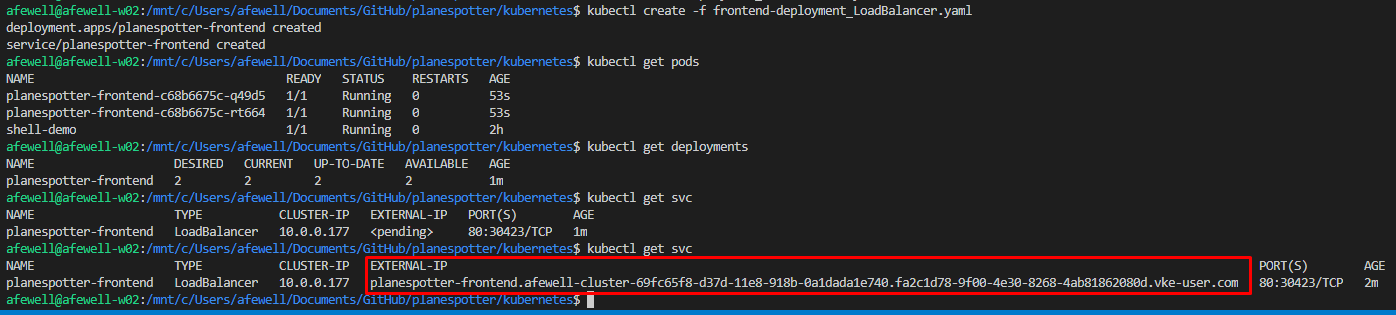 afewell@afewell-w02:/mnt/c/Users/afewell/Documents/GitHub/planespotter/kubernetes$ kubectl create -f frontend-deployment_LoadBalancer.yaml
deployment.apps/planespotter-frontend created
service/planespotter-frontend created
afewell@afewell-w02:/mnt/c/Users/afewell/Documents/GitHub/planespotter/kubernetes$ kubectl get pods
NAME READY STATUS RESTARTS AGE
planespotter-frontend-c68b6675c-q49d5 1/1 Running 0 53s
planespotter-frontend-c68b6675c-rt664 1/1 Running 0 53s
shell-demo 1/1 Running 0 2h
afewell@afewell-w02:/mnt/c/Users/afewell/Documents/GitHub/planespotter/kubernetes$ kubectl get deployments
NAME DESIRED CURRENT UP-TO-DATE AVAILABLE AGE
planespotter-frontend 2 2 2 2 1m
afewell@afewell-w02:/mnt/c/Users/afewell/Documents/GitHub/planespotter/kubernetes$ kubectl get svc
NAME TYPE CLUSTER-IP EXTERNAL-IP PORT(S) AGE
planespotter-frontend LoadBalancer 10.0.0.177 <pending> 80:30423/TCP 1m
afewell@afewell-w02:/mnt/c/Users/afewell/Documents/GitHub/planespotter/kubernetes$ kubectl get svc
NAME TYPE CLUSTER-IP EXTERNAL-IP PORT(S) AGE
planespotter-frontend LoadBalancer 10.0.0.177 planespotter-frontend.afewell-cluster-69fc65f8-d37d-11e8-918b-0a1dada1e740.fa2c1d78-9f00-4e30-8268-4ab81862080d.vke-user.com 80:30423/TCP 2m
afewell@afewell-w02:/mnt/c/Users/afewell/Documents/GitHub/planespotter/kubernetes$